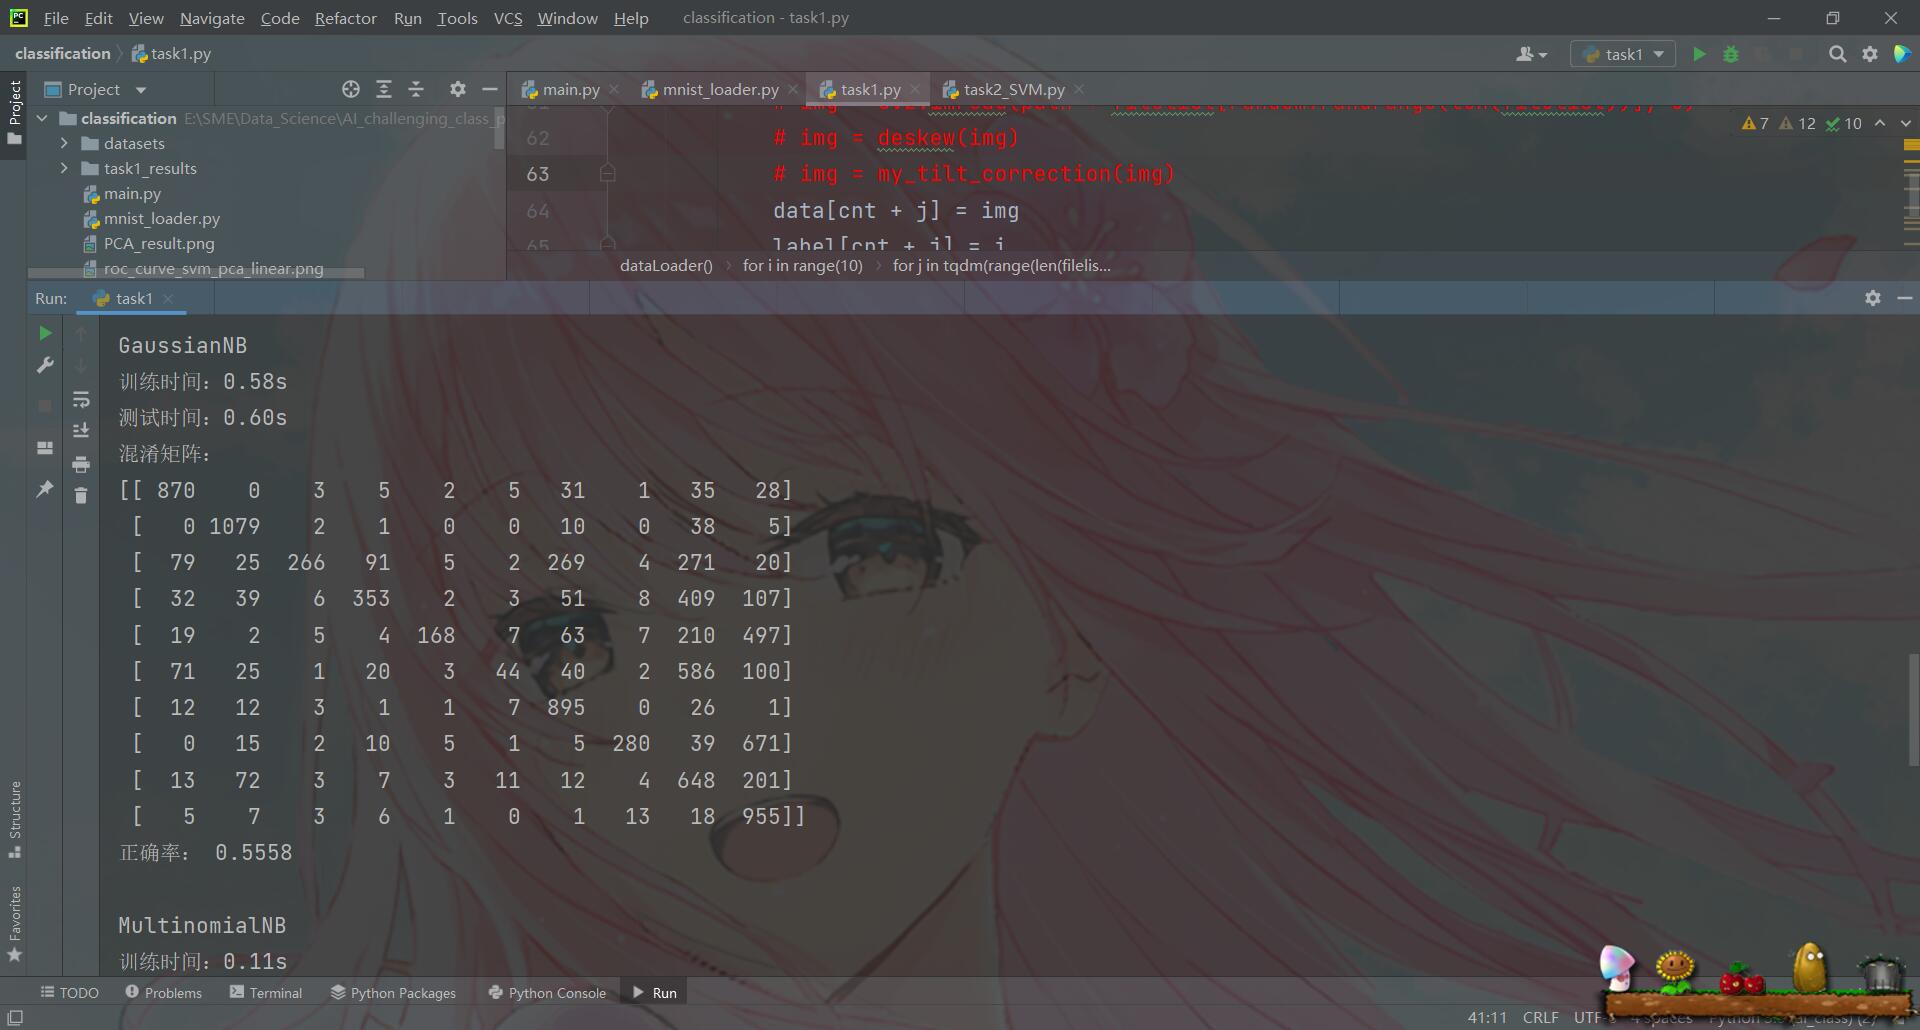 File Edit View Navigate Code Refactor Run Tools VCS Window Help classification - task1.py
classification task1.py task1
Project main.py mnist_loader.py task1.py task2_SVM.py
classification E:\SME\Data_Science\AI_challenging_class_p
datasets
task1_results
main.py
mnist_loader.py
PCA_result.png
roc_curve_svm_pca_linear.png
7 12 10
62 # img = deskew(img)
63 # img = my_tilt_correction(img)
64 data[cnt + j] = img
65 label[cnt + j] = i
dataLoader() for i in range(10) for j in tqdm(range(len(filelis...
Run: task1
GaussianNB
训练时间：0.58s
测试时间：0.60s
混淆矩阵：
[[ 870 0 3 5 2 5 31 1 35 28]
[ 0 1079 2 1 0 0 10 0 38 5]
[ 79 25 266 91 5 2 269 4 271 20]
[ 32 39 6 353 2 3 51 8 409 107]
[ 19 2 5 4 168 7 63 7 210 497]
[ 71 25 1 20 3 44 40 2 586 100]
[ 12 12 3 1 1 7 895 0 26 1]
[ 0 15 2 10 5 1 5 280 39 671]
[ 13 72 3 7 3 11 12 4 648 201]
[ 5 7 3 6 1 0 1 13 18 955]]
正确率： 0.5558
MultinomialNB
训练时间：0.11s
Project
Structure
Favorites
TODO Problems Terminal Python Packages Python Console Run
41:11 CRLF